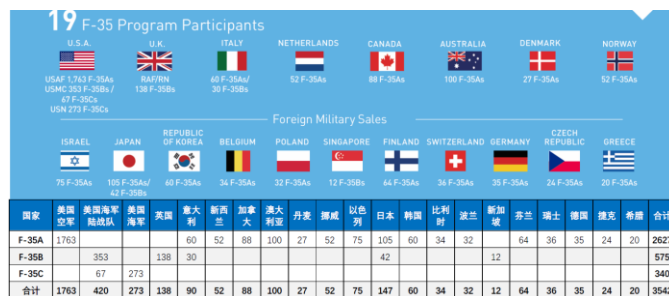 19 F-35 Program Participants
U.S.A. U.K. ITALY NETHERLANDS CANADA AUSTRALIA DENMARK NORWAY
USAF 1,763 F-35As RAF/RN 60 F-35As/ 52 F-35As 88 F-35As 100 F-35As 27 F-35As 52 F-35As
USMC 353 F-35Bs / 138 F-35Bs 30 F-35Bs
67 F-35Cs
USN 273 F-35Cs
Foreign Military Sales
ISRAEL JAPAN REPUBLIC OF KOREA BELGIUM POLAND SINGAPORE FINLAND SWITZERLAND GERMANY CZECH REPUBLIC GREECE
75 F-35As 105 F-35As/ 60 F-35As 34 F-35As 32 F-35As 12 F-35Bs 64 F-35As 36 F-35As 35 F-35As 24 F-35As 20 F-35As
42 F-35Bs
国家 美国空军 美国海军陆战队 美国海军 英国 意大利 新西兰 加拿大 澳大利亚 丹麦 挪威 以色列 日本 韩国 比利时 波兰 新加坡 芬兰 瑞士 德国 捷克 希腊 合计
F-35A 1763 60 52 88 100 27 52 75 105 60 34 32 64 36 35 24 20 2627
F-35B 353 138 30 42 12 575
F-35C 67 273 340
合计 1763 420 273 138 90 52 88 100 27 52 75 147 60 34 32 12 64 36 35 24 20 3542